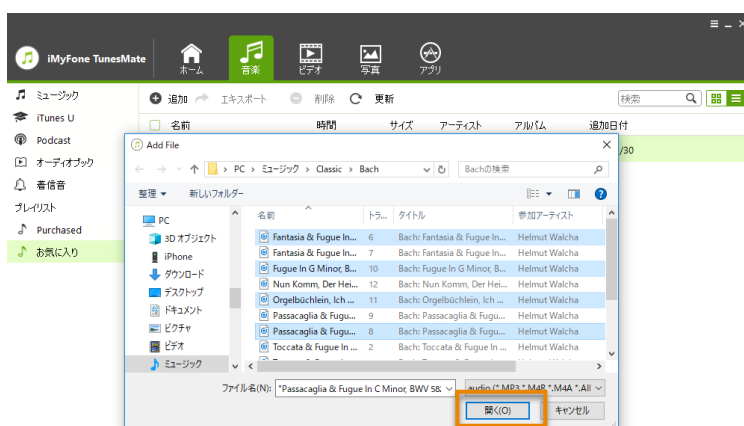 iMyFone TunesMate
ホーム
音楽
ビデオ
写真
アプリ
ミュージック
iTunes U
Podcast
オーディオブック
着信音
プレイリスト
Purchased
お気に入り
追加 エキスポート 削除 更新 検索
名前 時間 サイズ アーティスト アルバム 追加日付
/30
Add File
PC › ミュージック › Classic › Bach Bachの検索
整理 新しいフォルダー
PC
3D オブジェクト
iPhone
ダウンロード
デスクトップ
ドキュメント
ピクチャ
ビデオ
ミュージック
名前 トラ... タイトル 参加アーティスト
Fantasia & Fugue In... 6 Bach: Fantasia & Fugue In... Helmut Walcha
Fantasia & Fugue In... 7 Bach: Fantasia & Fugue In... Helmut Walcha
Fugue In G Minor, B... 10 Bach: Fugue In G Minor, B... Helmut Walcha
Nun Komm, Der Hei... 12 Bach: Nun Komm, Der Hei... Helmut Walcha
Orgelbüchlein, Ich ... 11 Bach: Orgelbüchlein, Ich ... Helmut Walcha
Passacaglia & Fugu... 9 Bach: Passacaglia & Fugu... Helmut Walcha
Passacaglia & Fugu... 8 Bach: Passacaglia & Fugu... Helmut Walcha
Toccata & Fugue In ... 2 Bach: Toccata & Fugue In ... Helmut Walcha
ファイル名(N): "Passacaglia & Fugue In C Minor, BWV 58 audio (*.MP3 *.M4R *.M4A *.All
開く(O) キャンセル